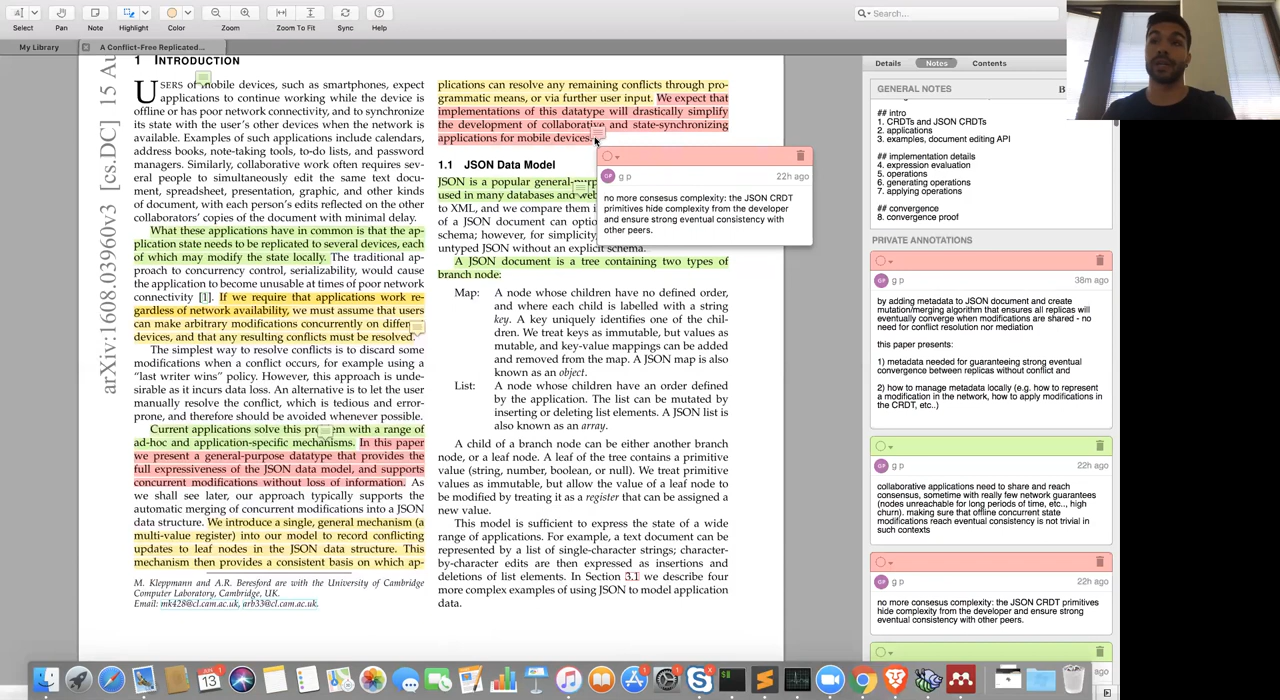 Select
Pan
Note
Highlight
Color
Zoom
Zoom To Fit
Sync
Help
Search...
My Library
A Conflict-Free Replicated...
Details
Notes
Contents
arXiv:1608.03960v3 [cs.DC] 15 Au
1 INTRODUCTION
USERS of mobile devices, such as smartphones, expect
applications to continue working while the device is
offline or has poor network connectivity, and to synchronize
its state with the user's other devices when the network is
available. Examples of such applications include calendars,
address books, note-taking tools, to-do lists, and password
managers. Similarly, collaborative work often requires sev-
eral people to simultaneously edit the same text docu-
ment, spreadsheet, presentation, graphic, and other kinds
of document, with each person's edits reflected on the other
collaborators' copies of the document with minimal delay.
What these applications have in common is that the ap-
plication state needs to be replicated to several devices, each
of which may modify the state locally. The traditional ap-
proach to concurrency control, serializability, would cause
the application to become unusable at times of poor network
connectivity [1]. If we require that applications work re-
gardless of network availability, we must assume that users
can make arbitrary modifications concurrently on differ
devices, and that any resulting conflicts must be resolved.
The simplest way to resolve conflicts is to discard some
modifications when a conflict occurs, for example using a
"last writer wins" policy. However, this approach is unde-
sirable as it incurs data loss. An alternative is to let the user
manually resolve the conflict, which is tedious and error-
prone, and therefore should be avoided whenever possible.
Current applications solve this problem with a range of
ad-hoc and application-specific mechanisms. In this paper
we present a general-purpose datatype that provides the
full expressiveness of the JSON data model, and supports
concurrent modifications without loss of information. As
we shall see later, our approach typically supports the
automatic merging of concurrent modifications into a JSON
data structure. We introduce a single, general mechanism (a
multi-value register) into our model to record conflicting
updates to leaf nodes in the JSON data structure. This
mechanism then provides a consistent basis on which ap-
M. Kleppmann and A.R. Beresford are with the University of Cambridge
Computer Laboratory, Cambridge, UK.
Email: mk428@cl.cam.ac.uk, arb33@cl.cam.ac.uk.
plications can resolve any remaining conflicts through pro-
grammatic means, or via further user input. We expect that
implementations of this datatype will drastically simplify
the development of collaborative and state-synchronizing
applications for mobile devices.
1.1 JSON Data Model
JSON is a popular general-purp
used in many databases and web
to XML, and we compare them i
of a JSON document can optio
schema; however, for simplicity,
untyped JSON without an explicit schema.
A JSON document is a tree containing two types of
branch node:
Map: A node whose children have no defined order,
and where each child is labelled with a string
key. A key uniquely identifies one of the chil-
dren. We treat keys as immutable, but values as
mutable, and key-value mappings can be added
and removed from the map. A JSON map is also
known as an object.
List: A node whose children have an order defined
by the application. The list can be mutated by
inserting or deleting list elements. A JSON list is
also known as an array.
A child of a branch node can be either another branch
node, or a leaf node. A leaf of the tree contains a primitive
value (string, number, boolean, or null). We treat primitive
values as immutable, but allow the value of a leaf node to
be modified by treating it as a register that can be assigned a
new value.
This model is sufficient to express the state of a wide
range of applications. For example, a text document can be
represented by a list of single-character strings; character-
by-character edits are then expressed as insertions and
deletions of list elements. In Section 3.1 we describe four
more complex examples of using JSON to model application
data.
GP g p 22h ago
no more consesus complexity: the JSON CRDT
primitives hide complexity from the developer
and ensure strong eventual consistency with
other peers.
GENERAL NOTES B
## intro
1. CRDTs and JSON CRDTs
2. applications
3. examples, document editing API
## implementation details
4. expression evaluation
5. operations
6. generating operations
7. applying operations
## convergence
8. convergence proof
PRIVATE ANNOTATIONS
GP g p 38m ago
by adding metadata to JSON document and create
mutation/merging algorithm that ensures all replicas will
eventually converge when modifications are shared - no
need for conflict resolution nor mediation
this paper presents:
1) metadata needed for guaranteeing strong eventual
convergence between replicas without conflict and
2) how to manage metadata locally (e.g. how to represent
a modification in the network, how to apply modifications in
the CRDT, etc..)
GP g p 22h ago
collaborative applications need to share and reach
consensus, sometime with really few network guarantees
(nodes unreachable for long periods of time, etc.., high
churn). making sure that offline concurrent state
modifications reach eventual consistency is not trivial in
such contexts
GP g p 22h ago
no more consesus complexity: the JSON CRDT primitives
hide complexity from the developer and ensure strong
eventual consistency with other peers.
ago
13